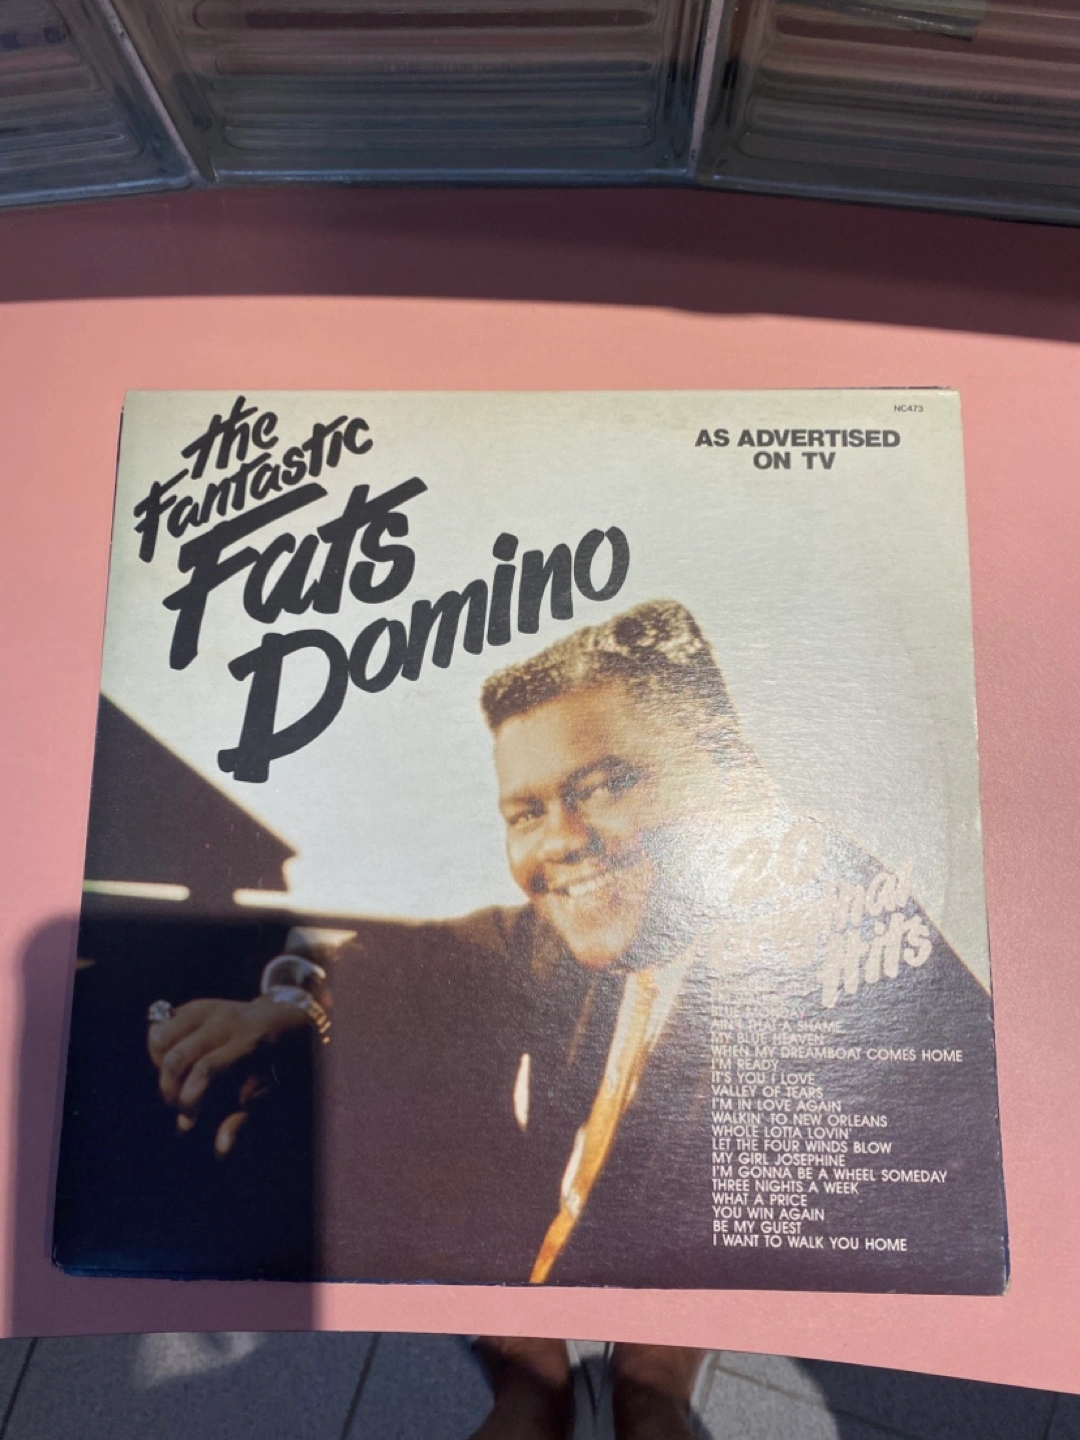 the
Fantastic
Fats
Domino
NC473
AS ADVERTISED
ON TV
20
Hits
BLUE MONDAY
AIN'T THAT A SHAME
MY BLUE HEAVEN
WHEN MY DREAMBOAT COMES HOME
I'M READY
IT'S YOU I LOVE
VALLEY OF TEARS
I'M IN LOVE AGAIN
WALKIN' TO NEW ORLEANS
WHOLE LOTTA LOVIN'
LET THE FOUR WINDS BLOW
MY GIRL JOSEPHINE
I'M GONNA BE A WHEEL SOMEDAY
THREE NIGHTS A WEEK
WHAT A PRICE
YOU WIN AGAIN
BE MY GUEST
I WANT TO WALK YOU HOME